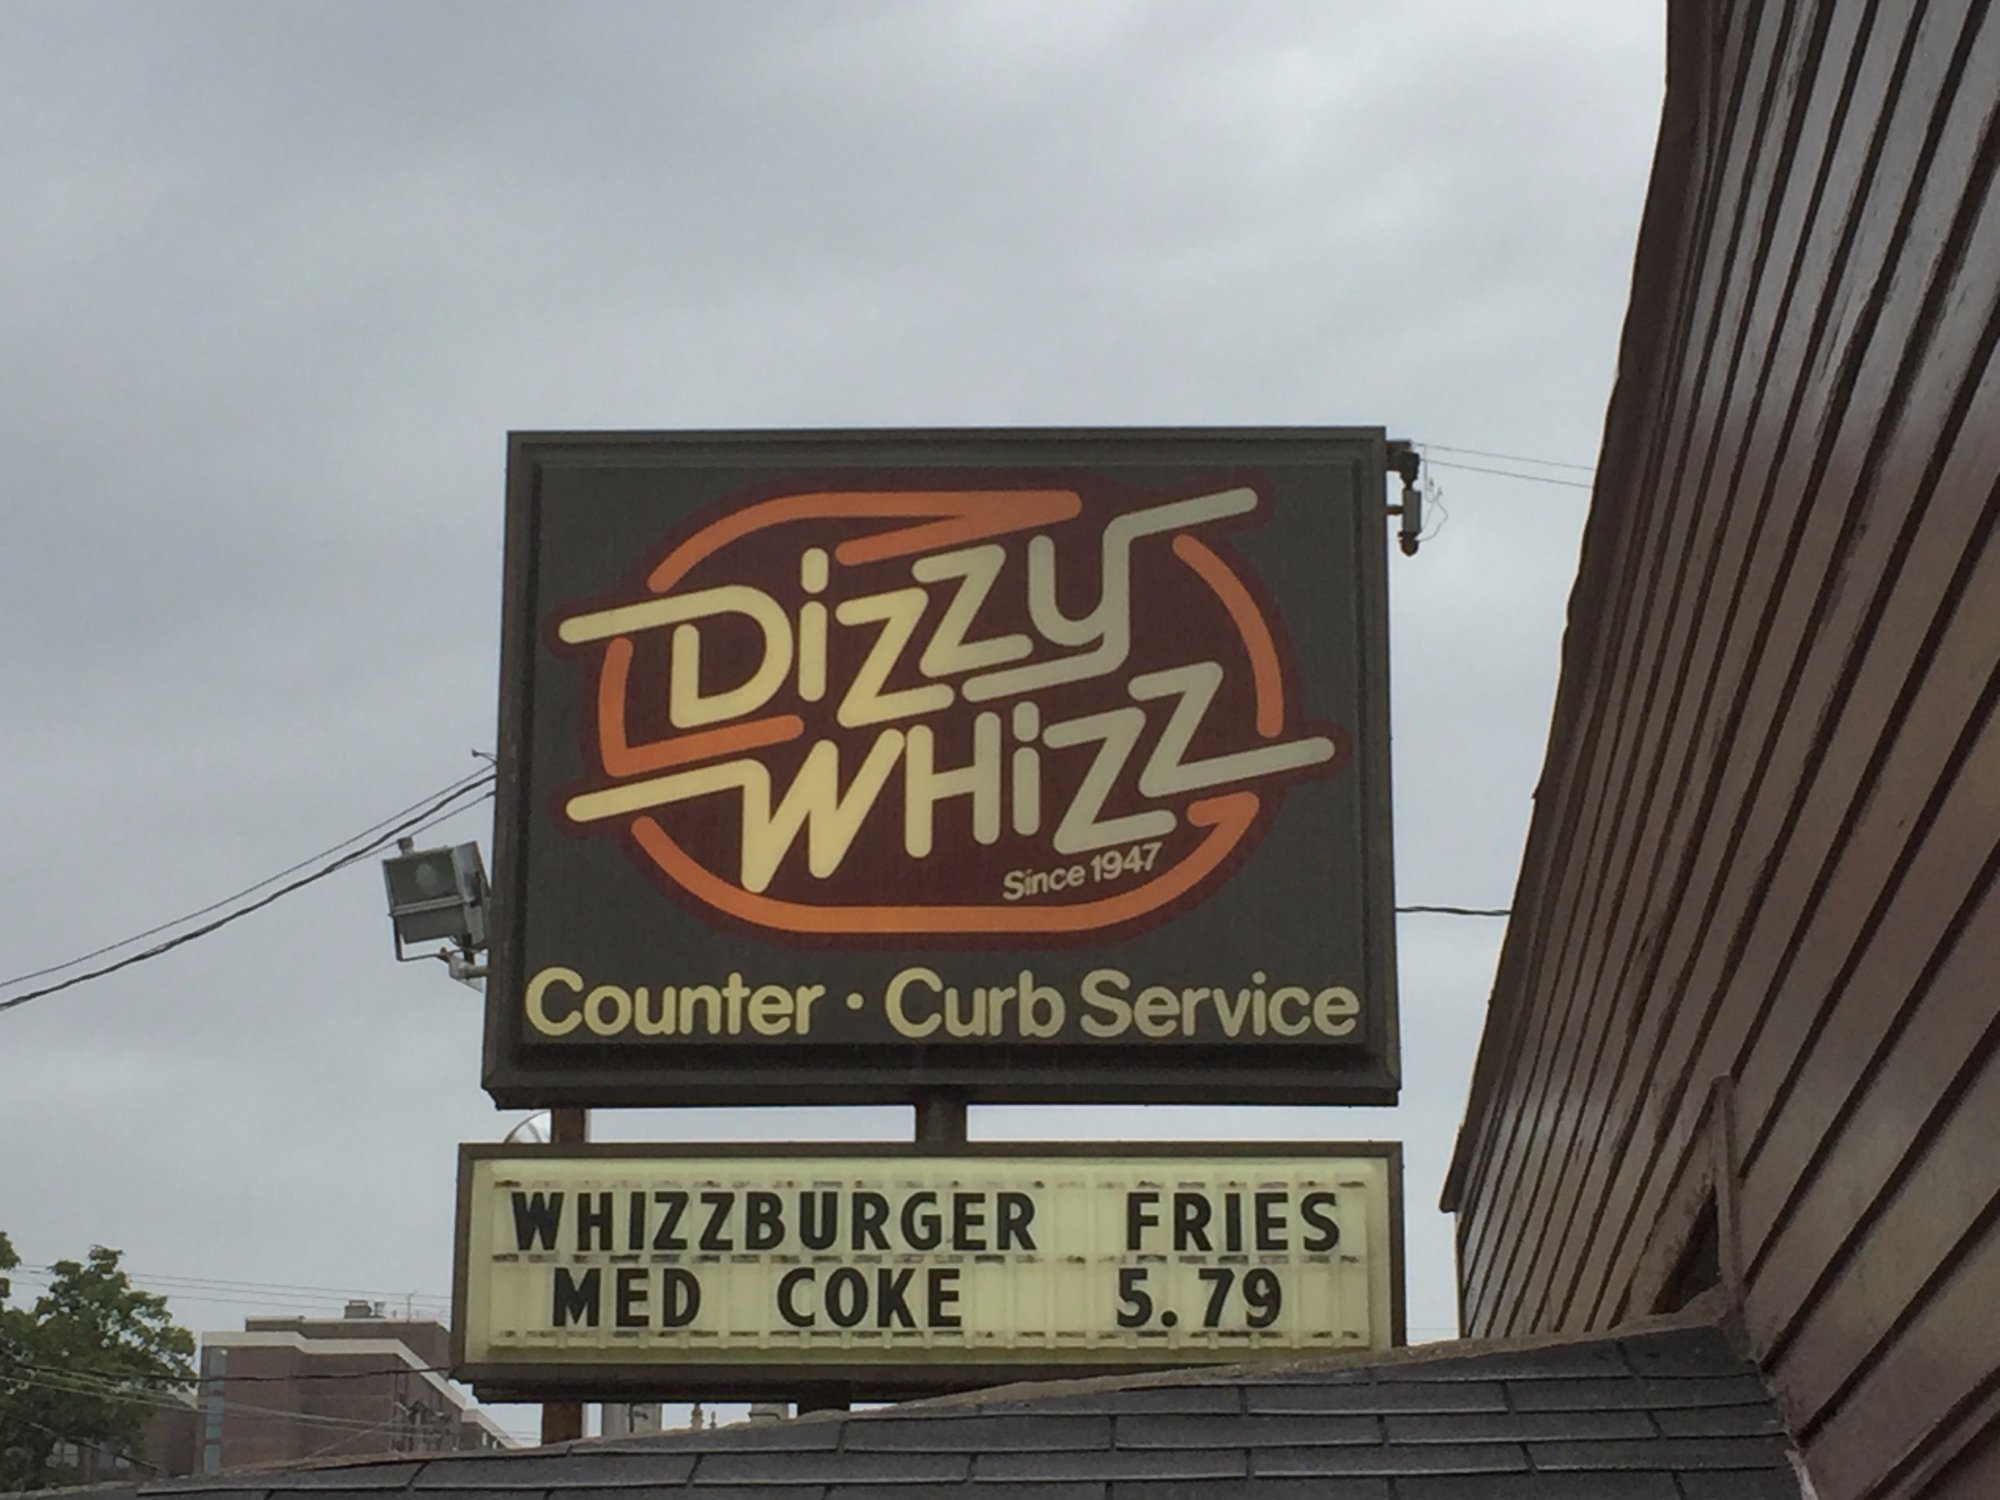 Dizzy
Whizz
Since 1947
Counter · Curb Service
WHIZZBURGER FRIES
MED COKE 5.79